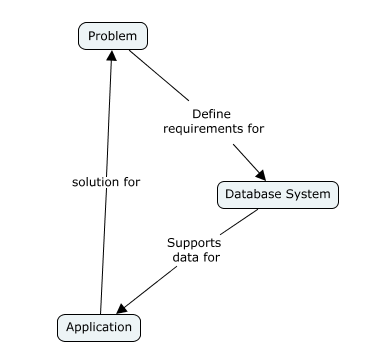 Problem
Define
requirements for
solution for
Database System
Supports
data for
Application